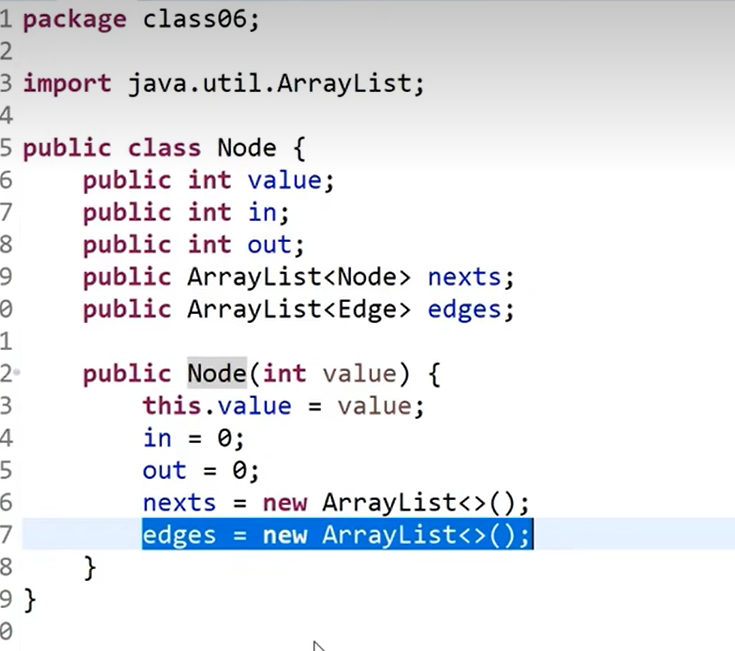 1 package class06;
2
3 import java.util.ArrayList;
4
5 public class Node {
6     public int value;
7     public int in;
8     public int out;
9     public ArrayList<Node> nexts;
0     public ArrayList<Edge> edges;
1
2     public Node(int value) {
3         this.value = value;
4         in = 0;
5         out = 0;
6         nexts = new ArrayList<>();
7         edges = new ArrayList<>();
8     }
9 }
0